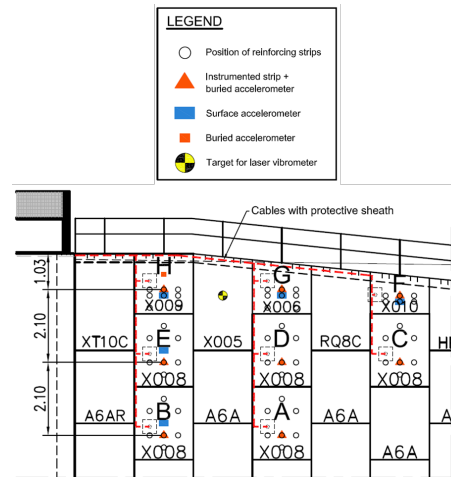 LEGEND
Position of reinforcing strips
Instrumented strip +
buried accelerometer
Surface accelerometer
Buried accelerometer
Target for laser vibrometer
Cables with protective sheath
1.03
H
G
F
X009
X006
X010
2.10
XT10C
E
X005
D
RQ8C
C
X008
X008
X008
2.10
A6AR
B
A6A
A
A6A
X008
X008
A6A